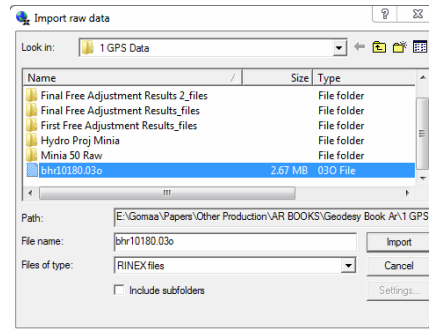 Import raw data
Look in: 1 GPS Data
Name / Size Type
Final Free Adjustment Results 2_files File folder
Final Free Adjustment Results_files File folder
First Free Adjustment Results_files File folder
Hydro Proj Minia File folder
Minia 50 Raw File folder
bhr10180.03o 2.67 MB 03O File
Path: E:\Gomaa\Papers\Other Production\AR BOOKS\Geodesy Book Ar\1 GPS
File name: bhr10180.03o Import
Files of type: RINEX files Cancel
Include subfolders Settings...